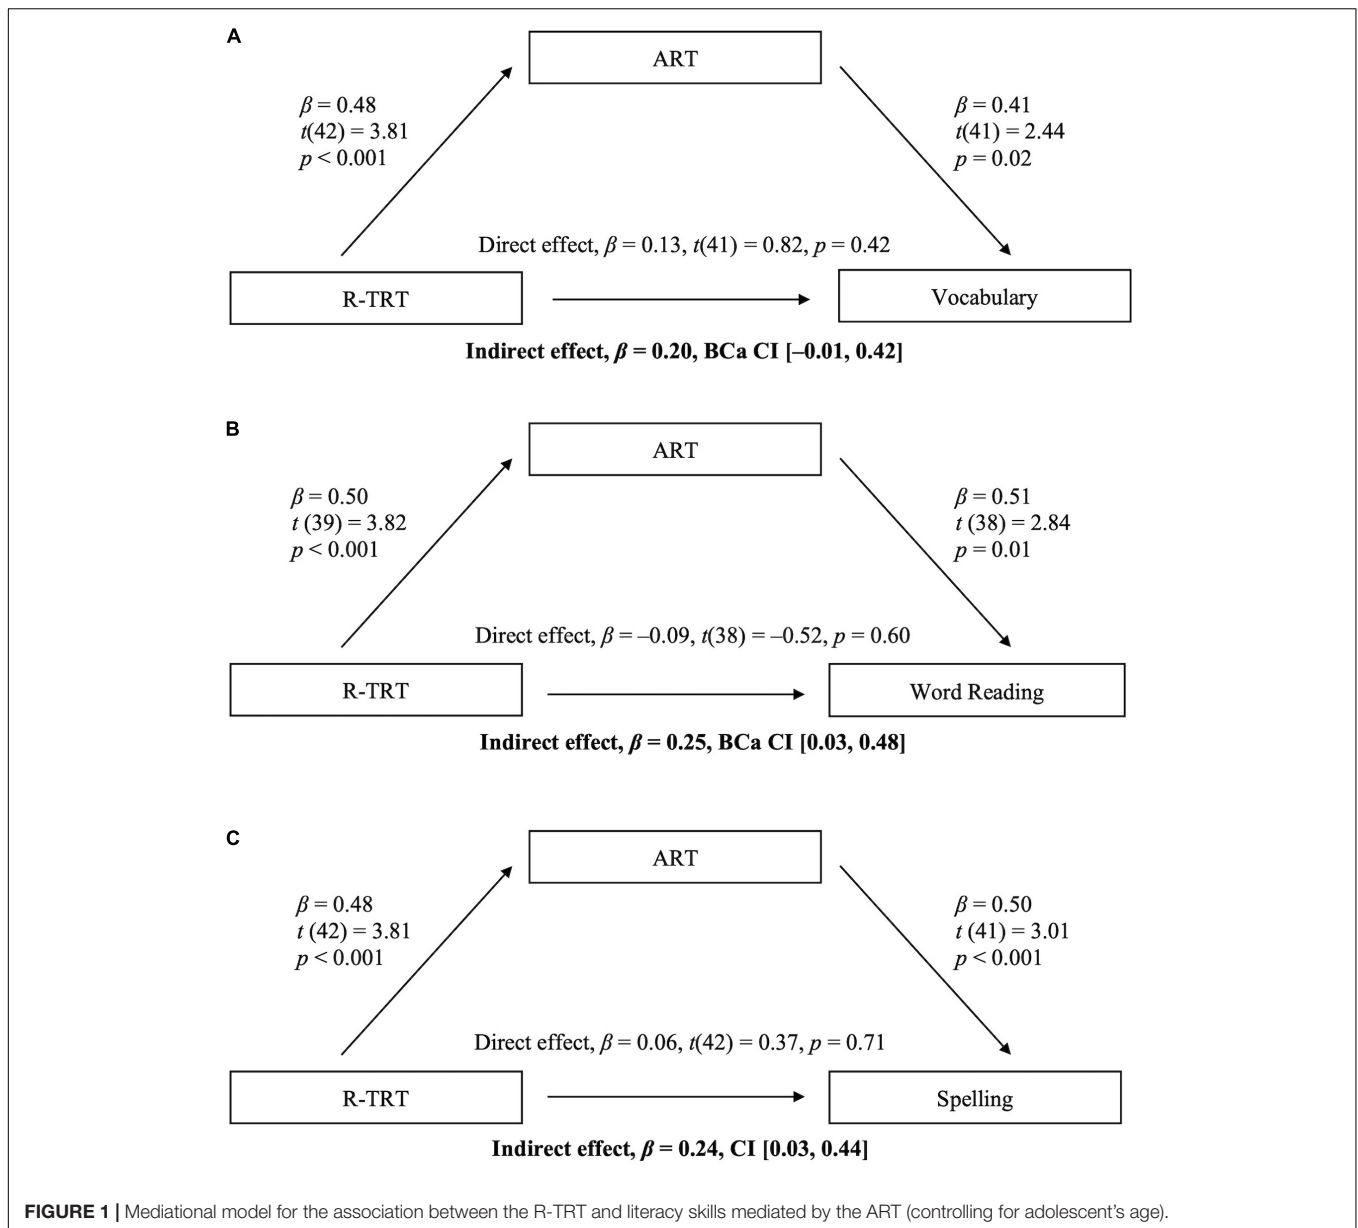 A
ART
β = 0.48
t(42) = 3.81
p < 0.001
β = 0.41
t(41) = 2.44
p = 0.02
Direct effect, β = 0.13, t(41) = 0.82, p = 0.42
R-TRT
Vocabulary
Indirect effect, β = 0.20, BCa CI [–0.01, 0.42]
B
ART
β = 0.50
t (39) = 3.82
p < 0.001
β = 0.51
t (38) = 2.84
p = 0.01
Direct effect, β = –0.09, t(38) = –0.52, p = 0.60
R-TRT
Word Reading
Indirect effect, β = 0.25, BCa CI [0.03, 0.48]
C
ART
β = 0.48
t (42) = 3.81
p < 0.001
β = 0.50
t (41) = 3.01
p < 0.001
Direct effect, β = 0.06, t(42) = 0.37, p = 0.71
R-TRT
Spelling
Indirect effect, β = 0.24, CI [0.03, 0.44]
FIGURE 1 | Mediational model for the association between the R-TRT and literacy skills mediated by the ART (controlling for adolescent's age).